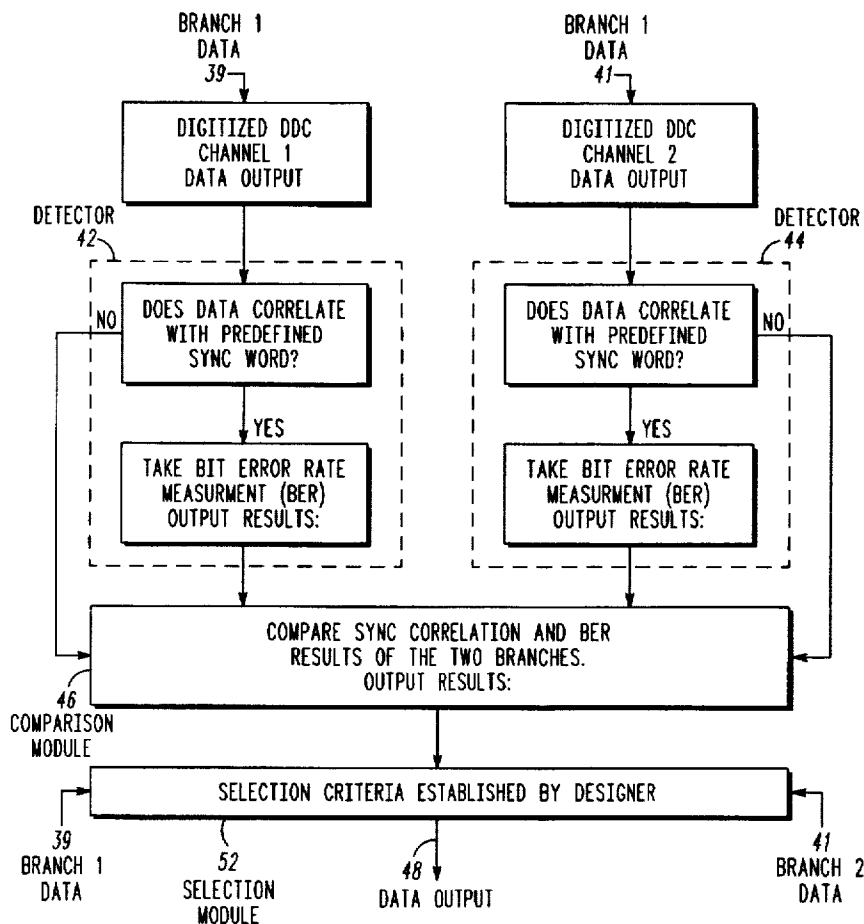 BRANCH 1
DATA
39
BRANCH 1
DATA
41
DIGITIZED DDC
CHANNEL 1
DATA OUTPUT
DIGITIZED DDC
CHANNEL 2
DATA OUTPUT
DETECTOR
42
DETECTOR
44
NO
DOES DATA CORRELATE
WITH PREDEFINED
SYNC WORD?
DOES DATA CORRELATE
WITH PREDEFINED
SYNC WORD?
NO
YES
YES
TAKE BIT ERROR RATE
MEASURMENT (BER)
OUTPUT RESULTS:
TAKE BIT ERROR RATE
MEASURMENT (BER)
OUTPUT RESULTS:
COMPARE SYNC CORRELATION AND BER
RESULTS OF THE TWO BRANCHES.
OUTPUT RESULTS:
46
COMPARISON
MODULE
SELECTION CRITERIA ESTABLISHED BY DESIGNER
39
BRANCH 1
DATA
52
SELECTION
MODULE
48
DATA OUTPUT
41
BRANCH 2
DATA